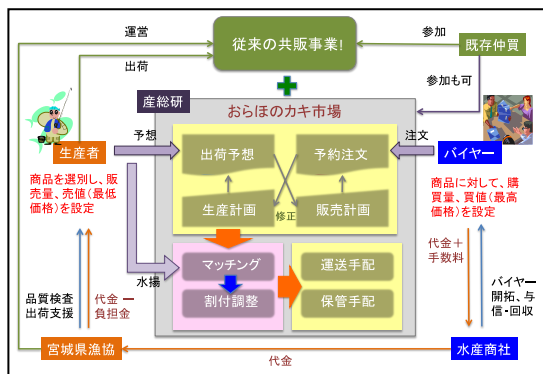 運営
従来の共販事業!
参加
既存仲買
出荷
参加も可
産総研
おらほのカキ市場
生産者
予想
出荷予想
予約注文
注文
バイヤー
商品を選別し、販
売量、売値(最低
価格)を設定
生産計画
修正
販売計画
商品に対して、購
買量、買値(最高
価格)を設定
マッチング
運送手配
代金+
手数料
水揚
割付調整
保管手配
品質検査
出荷支援
代金 ー
負担金
バイヤー
開拓、与
信・回収
宮城県漁協
代金
水産商社